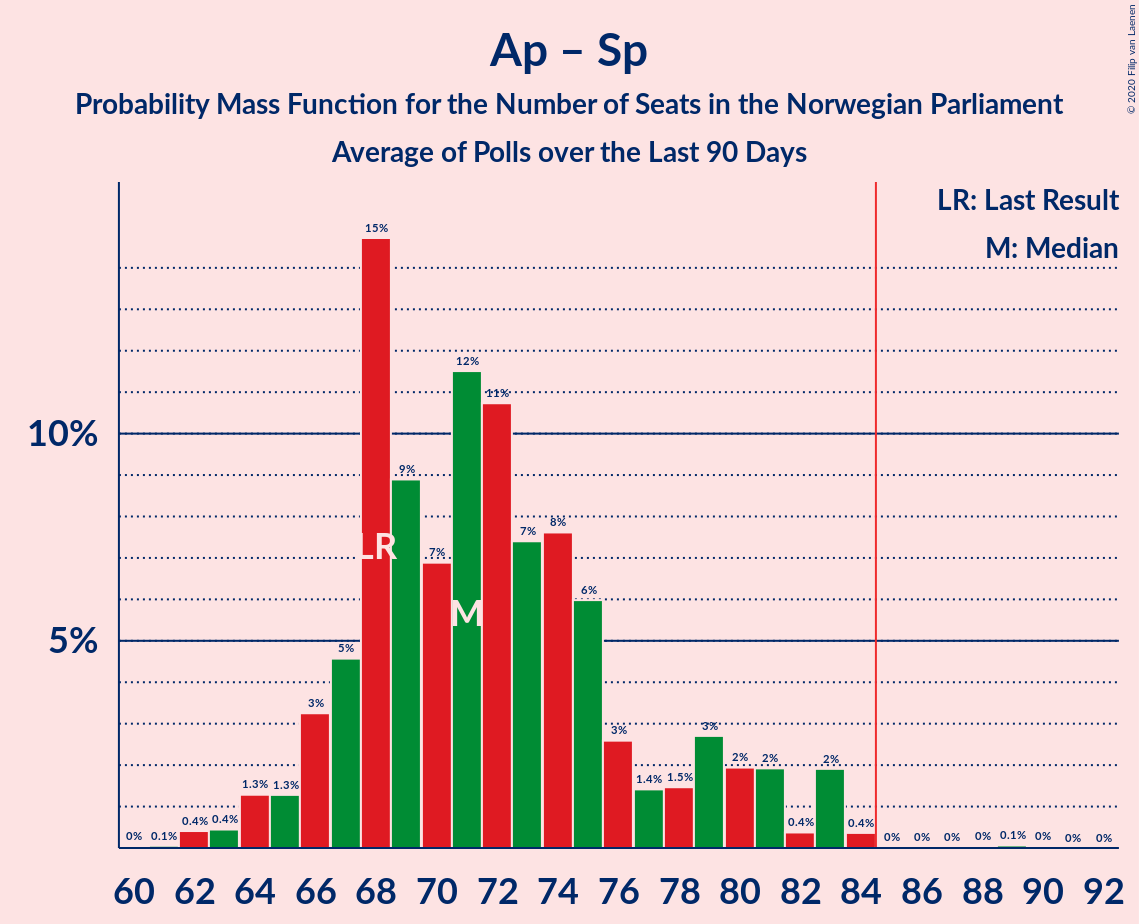 Ap – Sp
Probability Mass Function for the Number of Seats in the Norwegian Parliament
Average of Polls over the Last 90 Days
© 2020 Filip van Laenen
LR: Last Result
M: Median
10%
5%
0% 0.1% 0.4% 0.4% 1.3% 1.3% 3% 5% 15% 9% 7% 12% 11% 7% 8% 6% 3% 1.4% 1.5% 3% 2% 2% 0.4% 2% 0.4% 0% 0% 0% 0% 0.1% 0% 0% 0%
LR
M
60 62 64 66 68 70 72 74 76 78 80 82 84 86 88 90 92